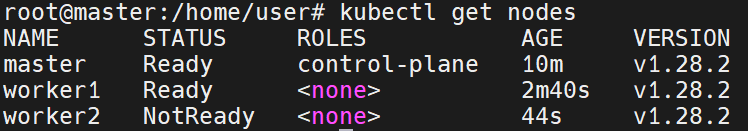 root@master:/home/user# kubectl get nodes
NAME      STATUS     ROLES           AGE     VERSION
master    Ready      control-plane   10m     v1.28.2
worker1   Ready      <none>          2m40s   v1.28.2
worker2   NotReady   <none>          44s     v1.28.2